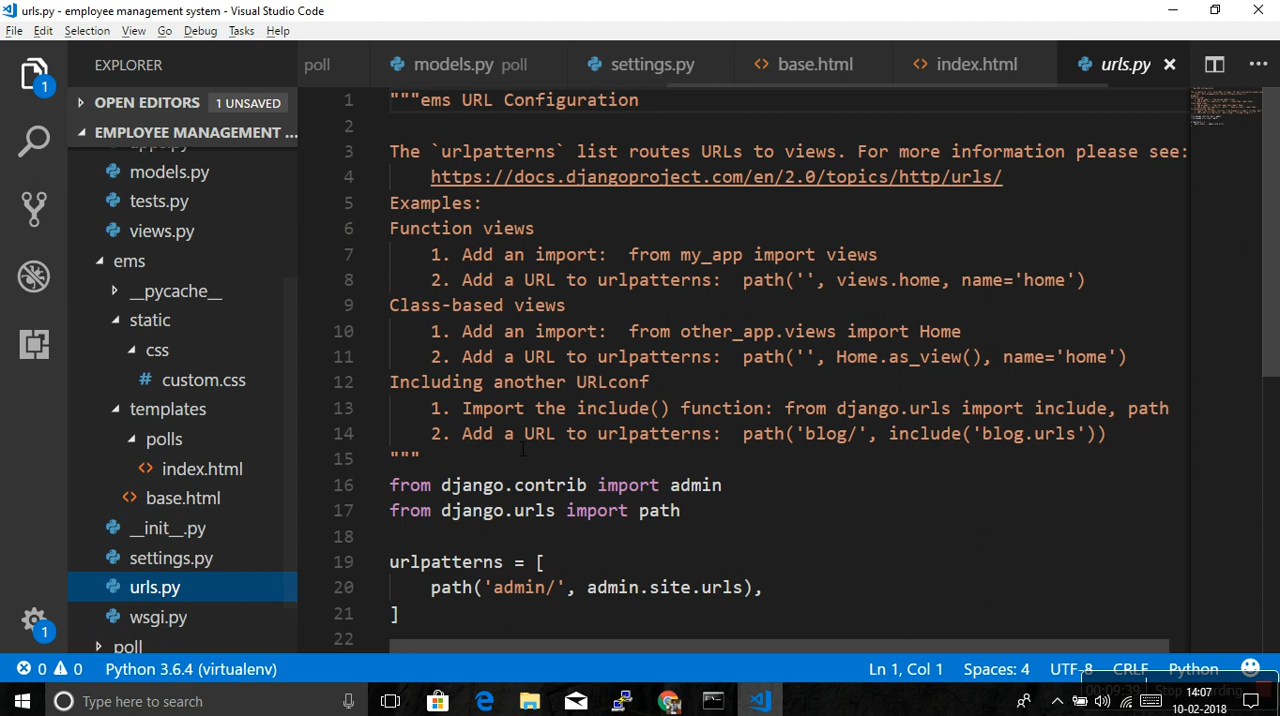 urls.py - employee management system - Visual Studio Code
File Edit Selection View Go Debug Tasks Help
EXPLORER
poll
models.py poll
settings.py
base.html
index.html
urls.py
1
OPEN EDITORS 1 UNSAVED
EMPLOYEE MANAGEMENT ...
models.py
tests.py
views.py
ems
__pycache__
static
css
# custom.css
templates
polls
index.html
base.html
__init__.py
settings.py
urls.py
wsgi.py
poll
1
1 """ems URL Configuration
2
3 The `urlpatterns` list routes URLs to views. For more information please see:
4 https://docs.djangoproject.com/en/2.0/topics/http/urls/
5 Examples:
6 Function views
7 1. Add an import:  from my_app import views
8 2. Add a URL to urlpatterns:  path('', views.home, name='home')
9 Class-based views
10 1. Add an import:  from other_app.views import Home
11 2. Add a URL to urlpatterns:  path('', Home.as_view(), name='home')
12 Including another URLconf
13 1. Import the include() function: from django.urls import include, path
14 2. Add a URL to urlpatterns:  path('blog/', include('blog.urls'))
15 """
16 from django.contrib import admin
17 from django.urls import path
18
19 urlpatterns = [
20 path('admin/', admin.site.urls),
21 ]
22
0 0 Python 3.6.4 (virtualenv) Ln 1, Col 1 Spaces: 4 UTF-8 CRLF Python
Type here to search
00:09:39 Stop recording
14:07
10-02-2018